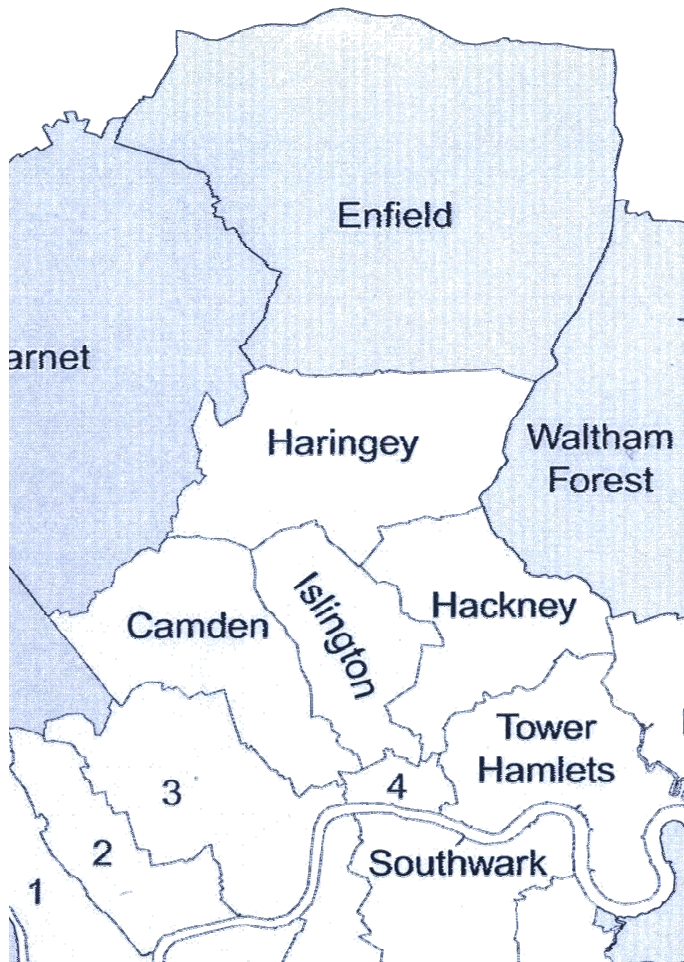 Enfield
arnet
Haringey
Waltham
Forest
Islington
Hackney
Camden
Tower
Hamlets
3
4
2
Southwark
1